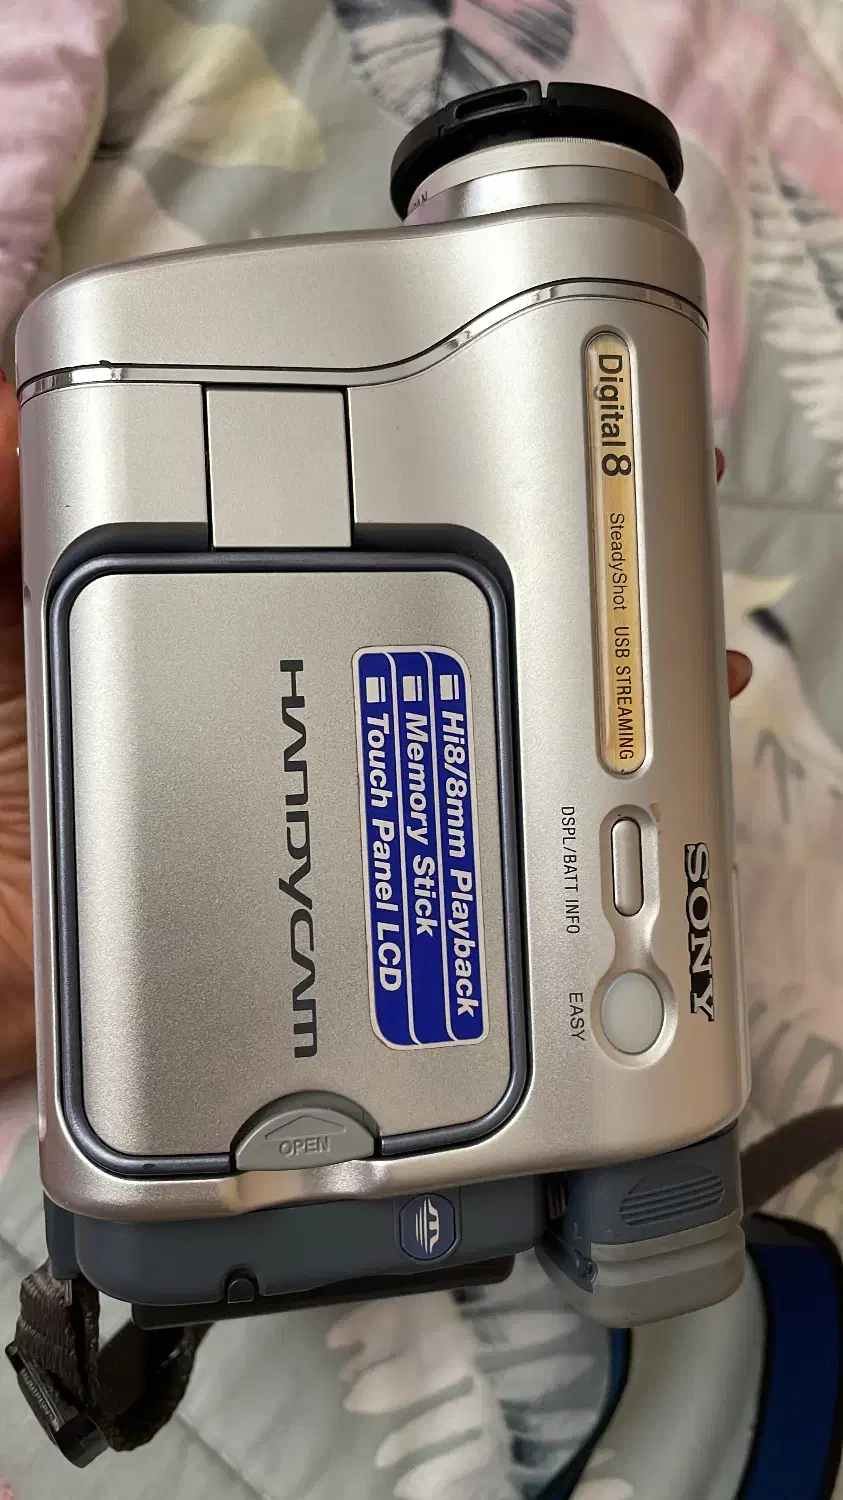 Digital8 SteadyShot USB STREAMING
SONY
DSPL/BATT INFO
EASY
Hi8/8mm Playback
Memory Stick
Touch Panel LCD
HANDYCAM
OPEN